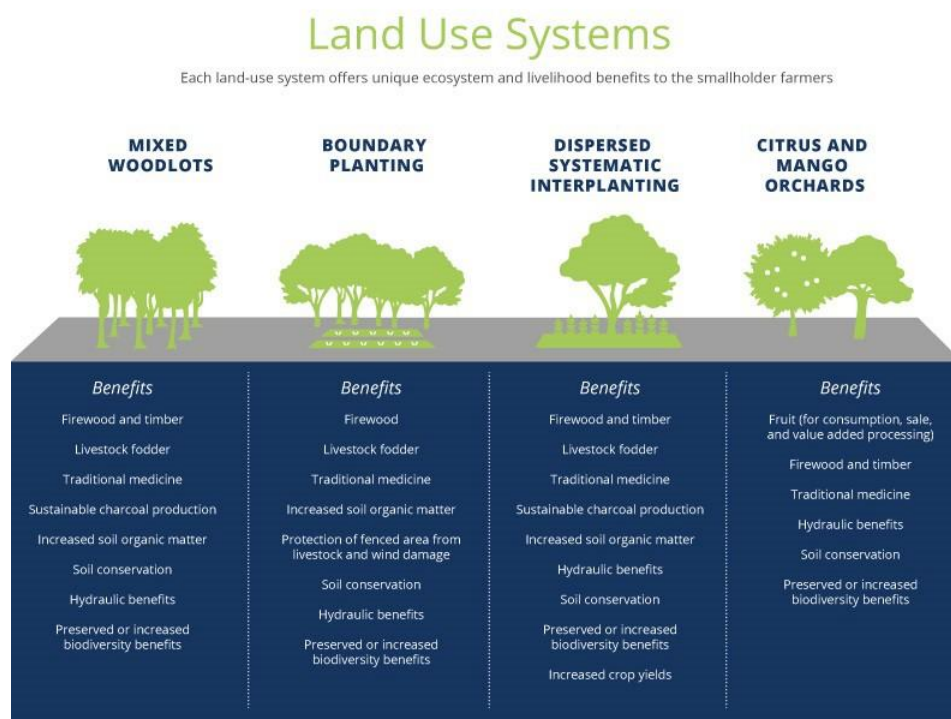 Land Use Systems
Each land-use system offers unique ecosystem and livelihood benefits to the smallholder farmers
MIXED
WOODLOTS
BOUNDARY
PLANTING
DISPERSED
SYSTEMATIC
INTERPLANTING
CITRUS AND
MANGO
ORCHARDS
Benefits
Firewood and timber
Livestock fodder
Traditional medicine
Sustainable charcoal production
Increased soil organic matter
Soil conservation
Hydraulic benefits
Preserved or increased
biodiversity benefits
Benefits
Firewood
Livestock fodder
Traditional medicine
Increased soil organic matter
Protection of fenced area from
livestock and wind damage
Soil conservation
Hydraulic benefits
Preserved or increased
biodiversity benefits
Benefits
Firewood and timber
Livestock fodder
Traditional medicine
Sustainable charcoal production
Increased soil organic matter
Hydraulic benefits
Soil conservation
Preserved or increased
biodiversity benefits
Increased crop yields
Benefits
Fruit (for consumption, sale,
and value added processing)
Firewood and timber
Traditional medicine
Hydraulic benefits
Soil conservation
Preserved or increased
biodiversity benefits